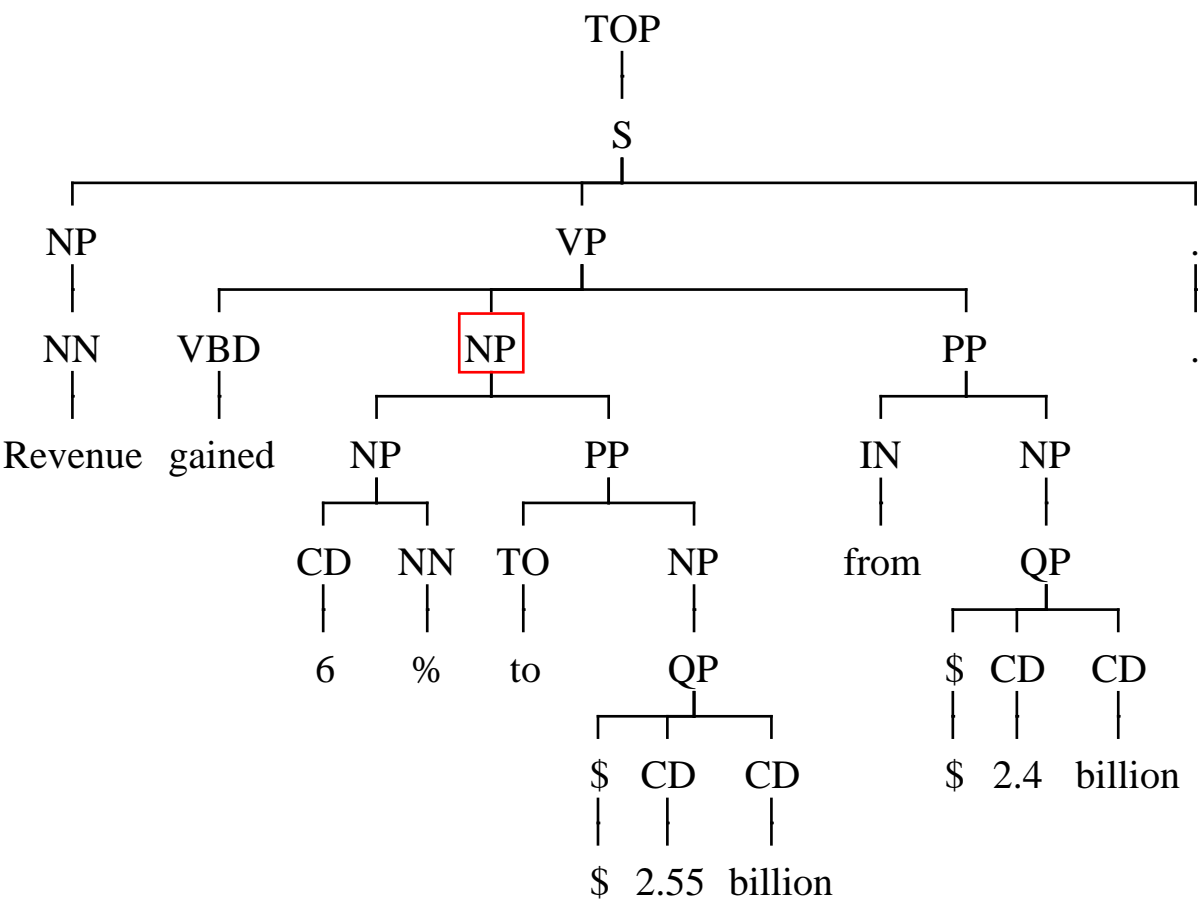 TOP
S
NP VP .
NN VBD NP PP .
Revenue gained NP PP IN NP
CD NN TO NP from QP
6 % to QP $ CD CD
$ CD CD $ 2.4 billion
$ 2.55 billion